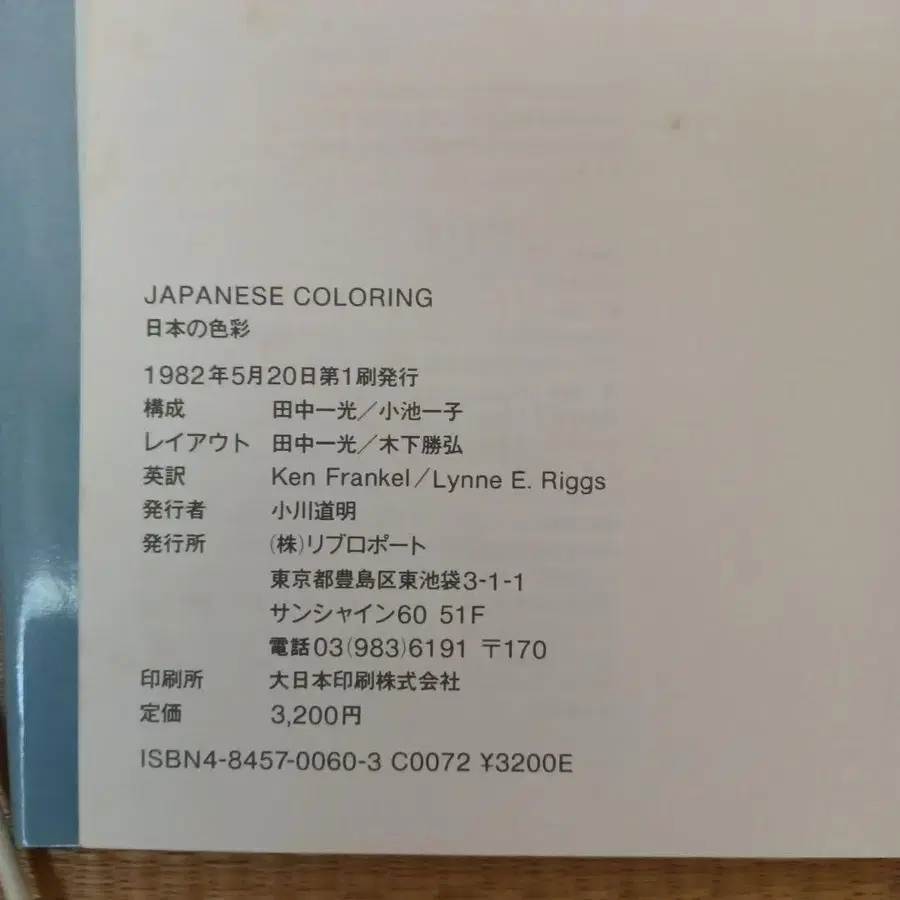 JAPANESE COLORING
日本の色彩
1982年5月20日第1刷発行
構成 田中一光／小池一子
レイアウト 田中一光／木下勝弘
英訳 Ken Frankel/Lynne E. Riggs
発行者 小川道明
発行所 (株)リブロポート
東京都豊島区東池袋3-1-1
サンシャイン60 51F
電話03(983)6191 〒170
印刷所 大日本印刷株式会社
定価 3,200円
ISBN4-8457-0060-3 C0072 ¥3200E